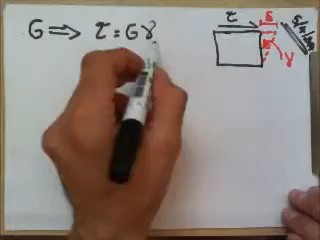 G ⇒ τ = Gγ
τ
δ
γ